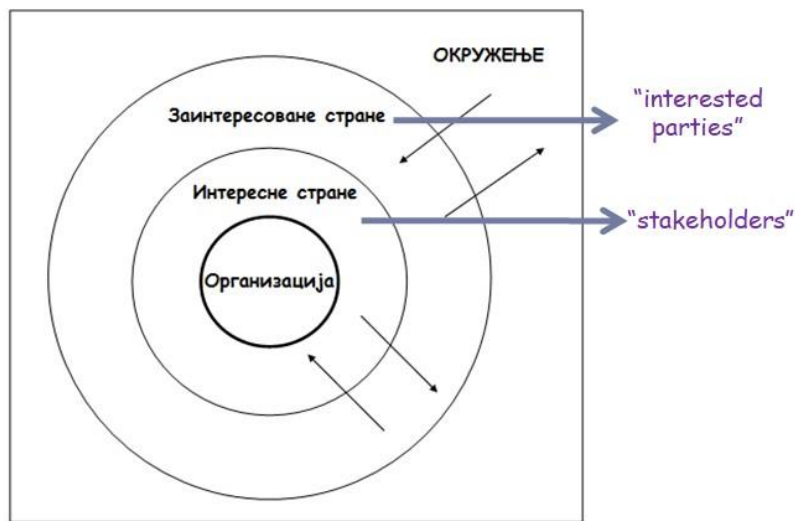 ОКРУЖЕЊЕ
Заинтересоване стране
“interested
parties”
Интересне стране
“stakeholders”
Организација